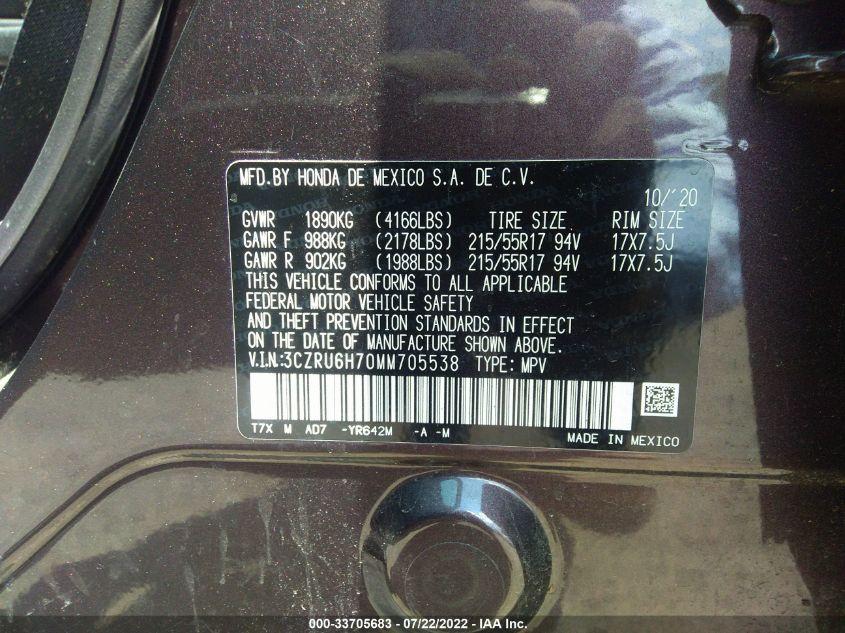 MFD.BY HONDA DE MEXICO S.A. DE C.V.
10/'20
GVWR 1890KG (4166LBS) TIRE SIZE RIM SIZE
GAWR F 988KG (2178LBS) 215/55R17 94V 17X7.5J
GAWR R 902KG (1988LBS) 215/55R17 94V 17X7.5J
THIS VEHICLE CONFORMS TO ALL APPLICABLE
FEDERAL MOTOR VEHICLE SAFETY
AND THEFT PREVENTION STANDARDS IN EFFECT
ON THE DATE OF MANUFACTURE SHOWN ABOVE.
V.I.N.:3CZRU6H70MM705538 TYPE: MPV
T7X M AD7 -YR642M -A -M
MADE IN MEXICO
000-33705683 - 07/22/2022 - IAA Inc.